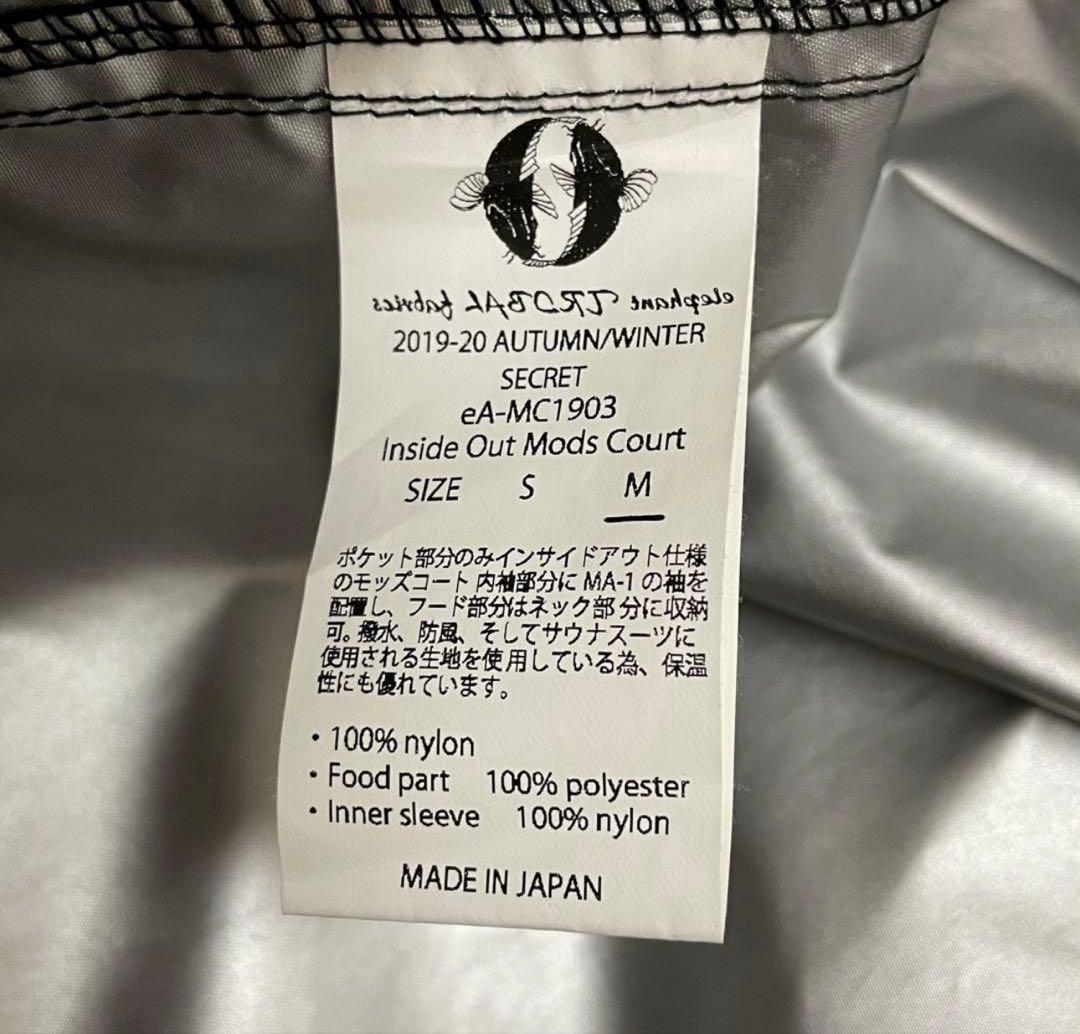 elephant TRIBAL fabrics
2019-20 AUTUMN/WINTER
SECRET
eA-MC1903
Inside Out Mods Court
SIZE S M
ポケット部分のみインサイドアウト仕様
のモッズコート 内袖部分に MA-1 の袖を
配置し、フード部分はネック部 分に収納
可。撥水、防風、そしてサウナスーツに
使用される生地を使用している為、保温
性にも優れています。
・100% nylon
・Food part 100% polyester
・Inner sleeve 100% nylon
MADE IN JAPAN